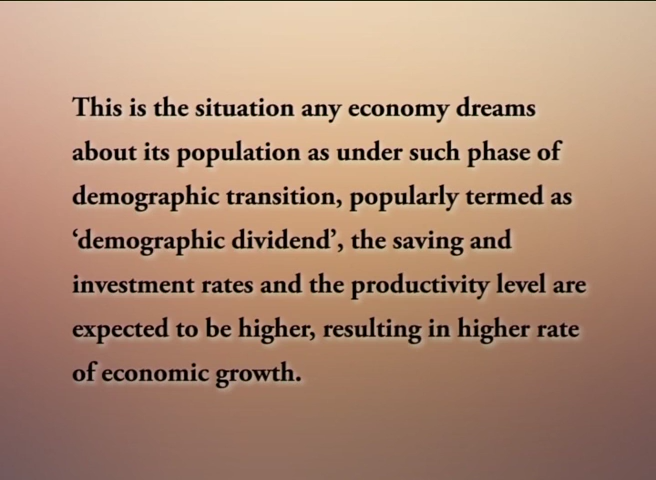 This is the situation any economy dreams
about its population as under such phase of
demographic transition, popularly termed as
‘demographic dividend’, the saving and
investment rates and the productivity level are
expected to be higher, resulting in higher rate
of economic growth.